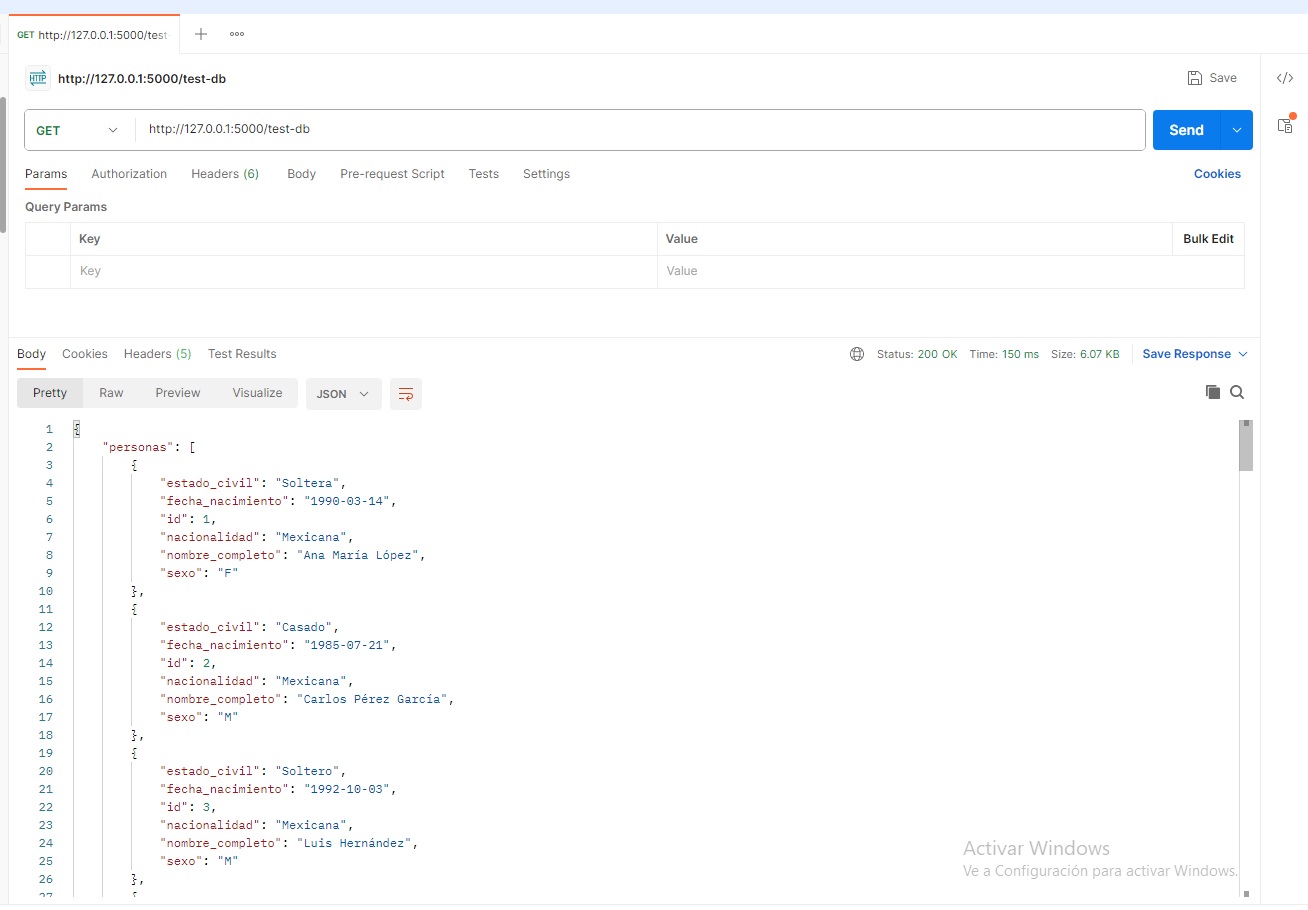 GET http://127.0.0.1:5000/test-
http://127.0.0.1:5000/test-db
Save
GET http://127.0.0.1:5000/test-db Send
Params Authorization Headers (6) Body Pre-request Script Tests Settings Cookies
Query Params
Key Value Bulk Edit
Key Value
Body Cookies Headers (5) Test Results Status: 200 OK Time: 150 ms Size: 6.07 KB Save Response
Pretty Raw Preview Visualize JSON
1 {
2 "personas": [
3 {
4 "estado_civil": "Soltera",
5 "fecha_nacimiento": "1990-03-14",
6 "id": 1,
7 "nacionalidad": "Mexicana",
8 "nombre_completo": "Ana María López",
9 "sexo": "F"
10 },
11 {
12 "estado_civil": "Casado",
13 "fecha_nacimiento": "1985-07-21",
14 "id": 2,
15 "nacionalidad": "Mexicana",
16 "nombre_completo": "Carlos Pérez García",
17 "sexo": "M"
18 },
19 {
20 "estado_civil": "Soltero",
21 "fecha_nacimiento": "1992-10-03",
22 "id": 3,
23 "nacionalidad": "Mexicana",
24 "nombre_completo": "Luis Hernández",
25 "sexo": "M"
26 },
27 {
Activar Windows
Ve a Configuración para activar Windows.